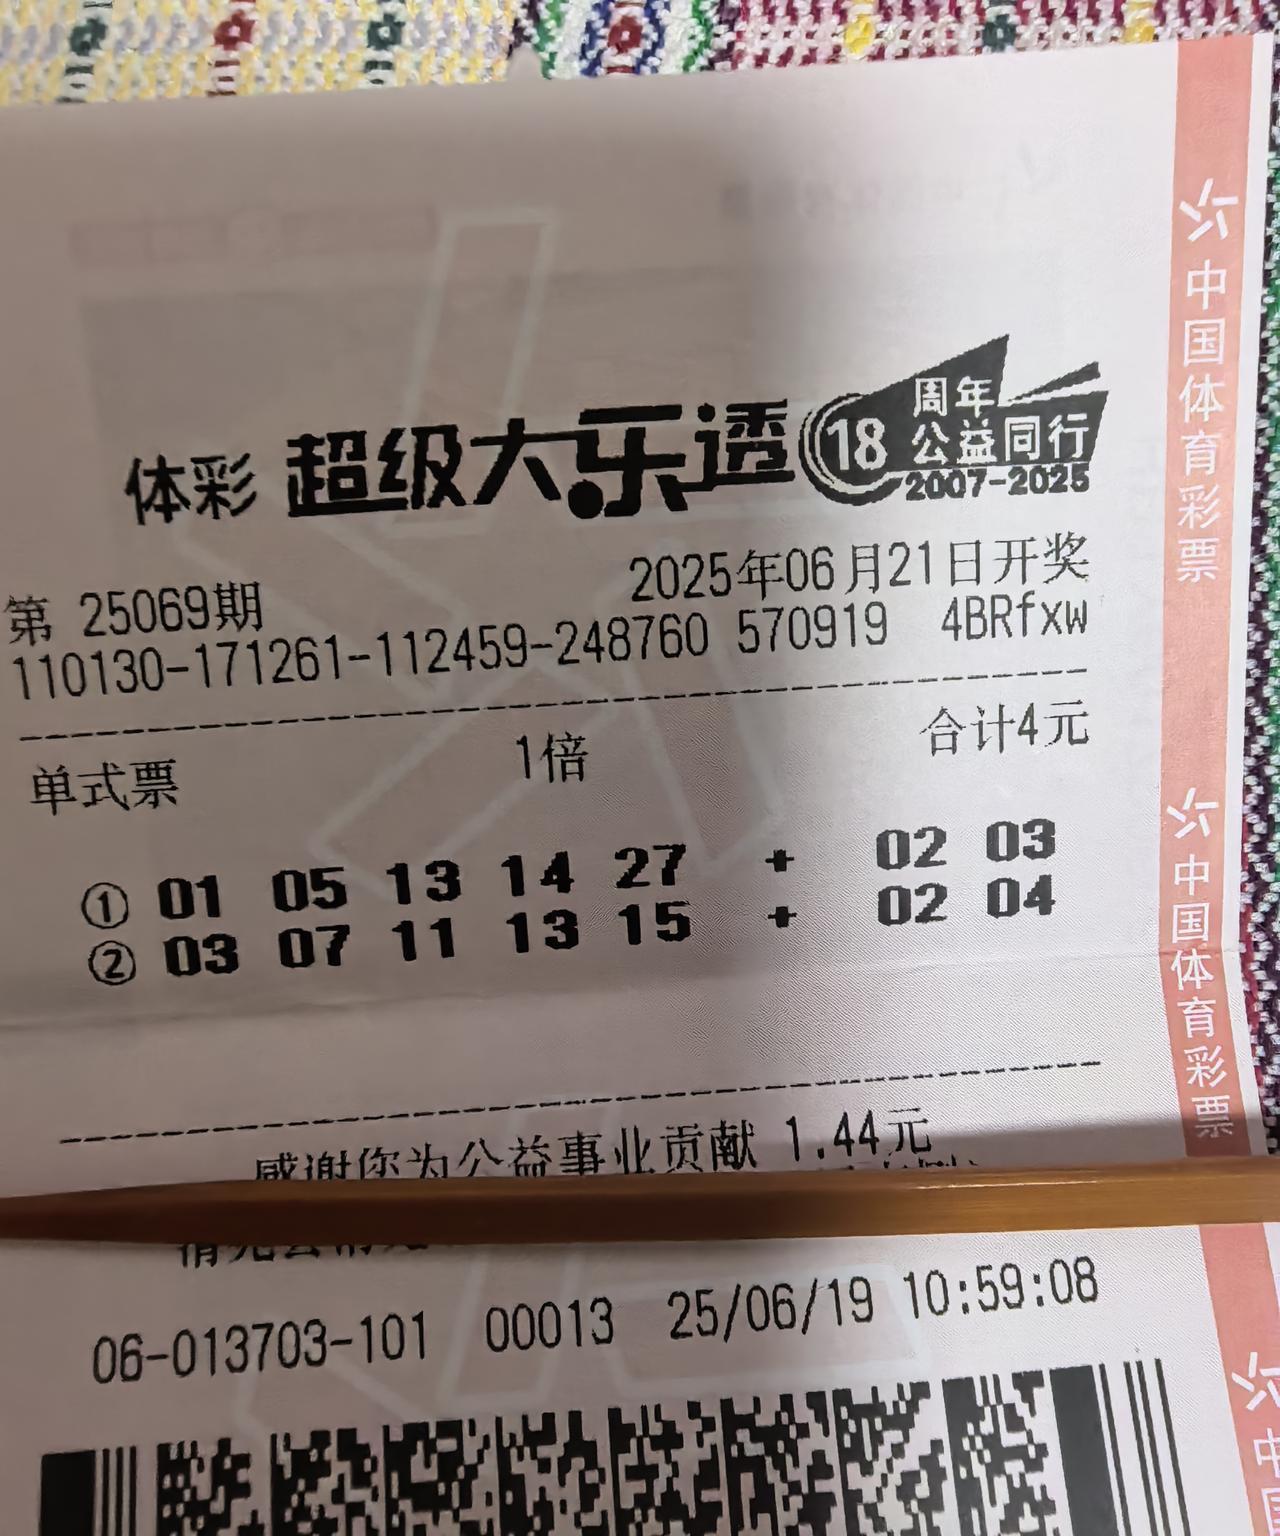 体彩 超级大乐透 18 周年
公益同行
2007-2025
第 25069期 2025年06月21日开奖
110130-171261-112459-248760 570919 4BRfxw
单式票 1倍 合计4元
① 01 05 13 14 27 + 02 03
② 03 07 11 13 15 + 02 04
感谢你为公益事业贡献 1.44元
06-013703-101 00013 25/06/19 10:59:08
中国体育彩票
中国体育彩票
中国